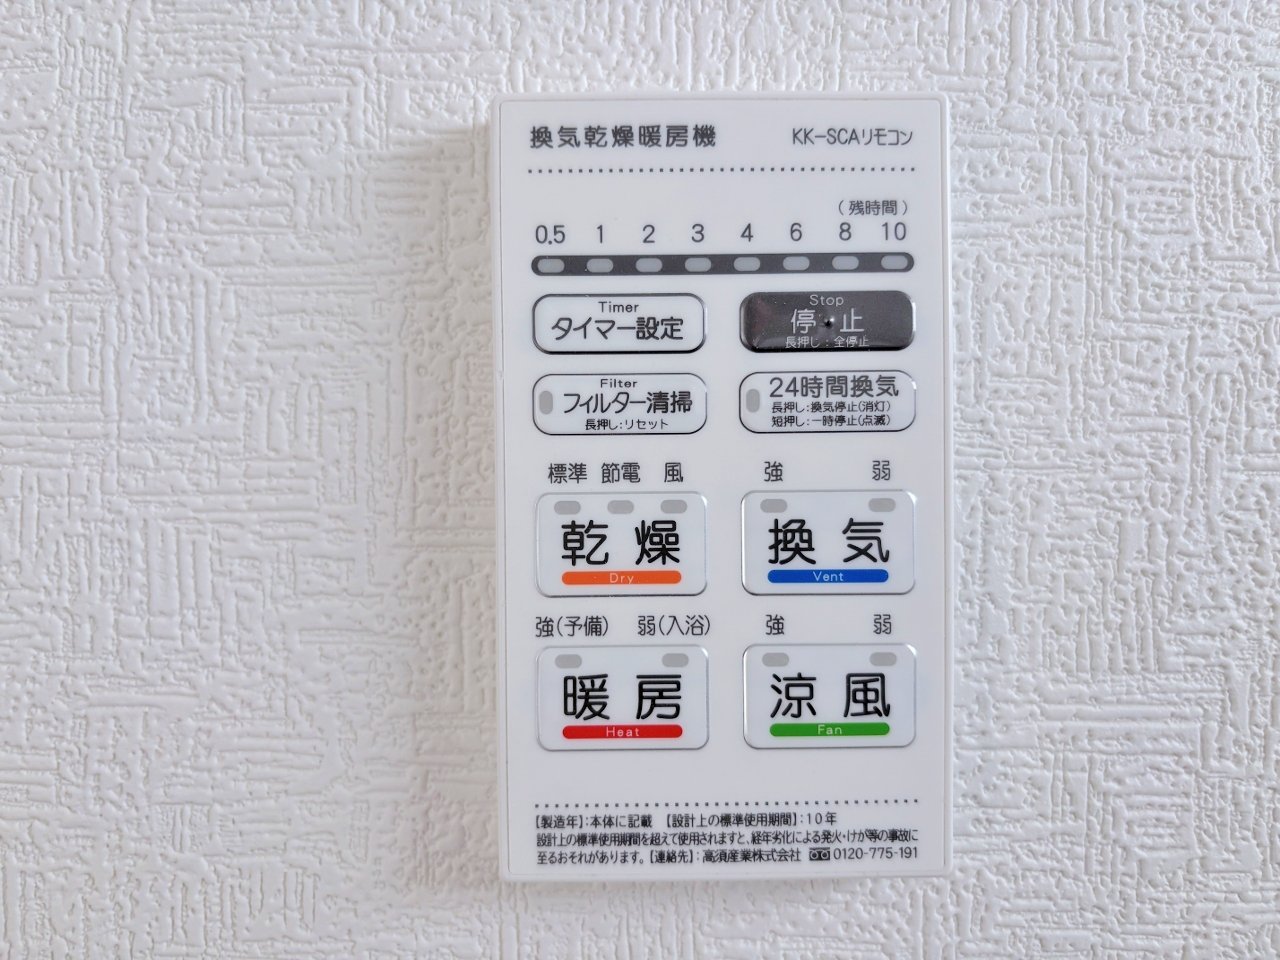 換気乾燥暖房機 KK-SCAリモコン
(残時間)
0.5 1 2 3 4 6 8 10
Timer
タイマー設定
Stop
停・止
長押し:全停止
Filter
フィルター清掃
長押し:リセット
24時間換気
長押し:換気停止(消灯)
短押し:一時停止(点滅)
標準 節電 風
乾燥
Dry
強 弱
換気
Vent
強(予備) 弱(入浴)
暖房
Heat
強 弱
涼風
Fan
【製造年】:本体に記載 【設計上の標準使用期間】:10年
設計上の標準使用期間を超えて使用されますと、経年劣化による発火・けが等の事故に
至るおそれがあります。【連絡先】:高須産業株式会社 0120-775-191